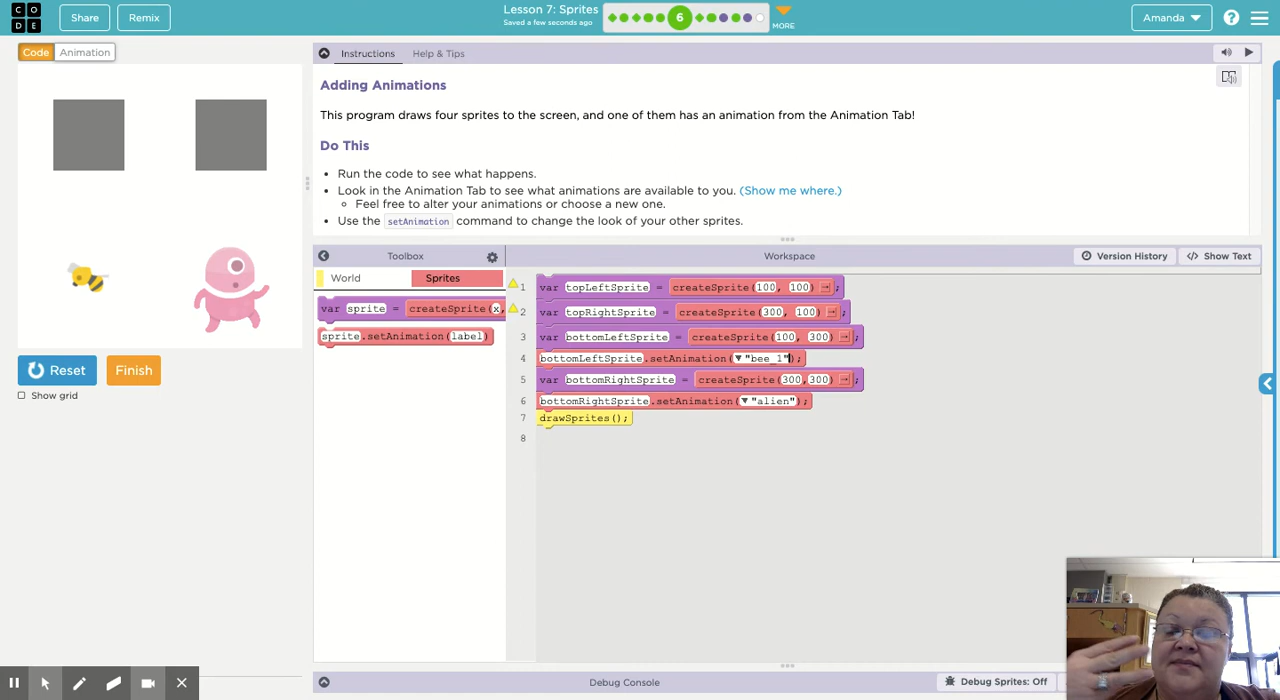 CODE
Share
Remix
Lesson 7: Sprites
Saved a few seconds ago
6
MORE
Amanda
?
Code
Animation
Instructions
Help & Tips
Adding Animations
This program draws four sprites to the screen, and one of them has an animation from the Animation Tab!
Do This
Run the code to see what happens.
Look in the Animation Tab to see what animations are available to you. (Show me where.)
Feel free to alter your animations or choose a new one.
Use the setAnimation command to change the look of your other sprites.
Toolbox
Workspace
Version History
</> Show Text
World
Sprites
var sprite = createSprite(x,
sprite.setAnimation(label)
1 var topLeftSprite = createSprite(100, 100);
2 var topRightSprite = createSprite(300, 100);
3 var bottomLeftSprite = createSprite(100, 300);
4 bottomLeftSprite.setAnimation(▼"bee_1");
5 var bottomRightSprite = createSprite(300,300);
6 bottomRightSprite.setAnimation(▼"alien");
7 drawSprites();
8
Reset
Finish
Show grid
Debug Console
Debug Sprites: Off